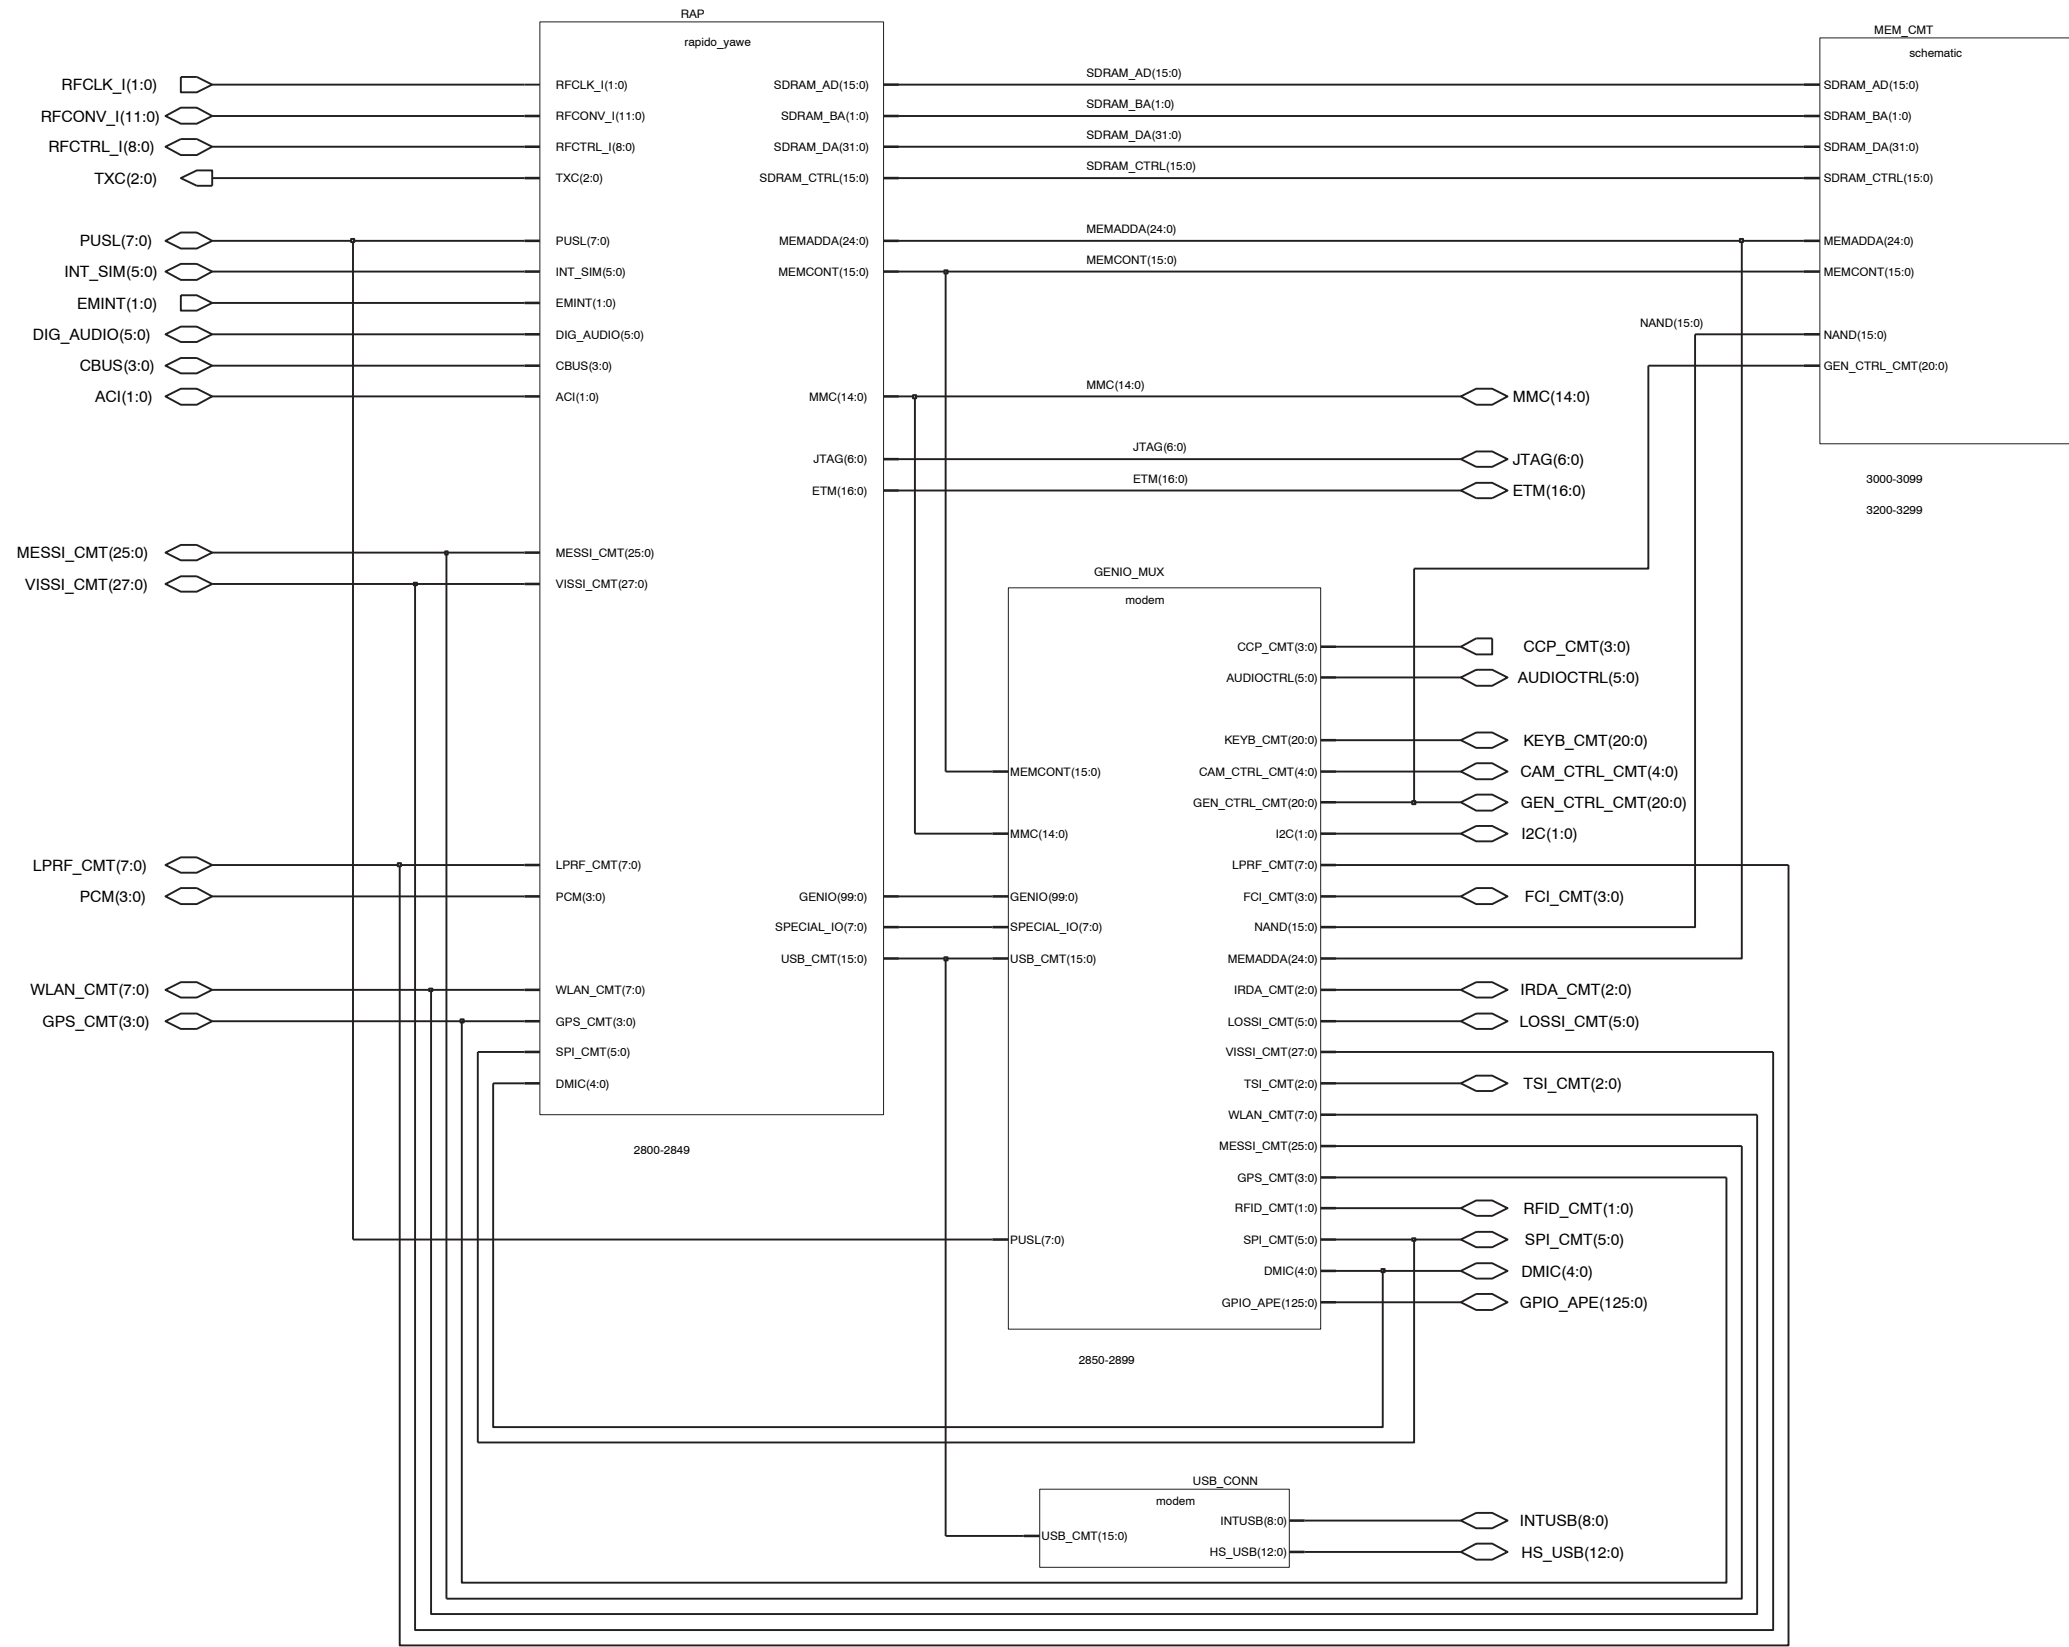 RAP
rapido_yawe
MEM_CMT
schematic
RFCLK_I(1:0)
RFCONV_I(11:0)
RFCTRL_I(8:0)
TXC(2:0)
PUSL(7:0)
INT_SIM(5:0)
EMINT(1:0)
DIG_AUDIO(5:0)
CBUS(3:0)
ACI(1:0)
MESSI_CMT(25:0)
VISSI_CMT(27:0)
LPRF_CMT(7:0)
PCM(3:0)
WLAN_CMT(7:0)
GPS_CMT(3:0)
RFCLK_I(1:0)
RFCONV_I(11:0)
RFCTRL_I(8:0)
TXC(2:0)
PUSL(7:0)
INT_SIM(5:0)
EMINT(1:0)
DIG_AUDIO(5:0)
CBUS(3:0)
ACI(1:0)
MESSI_CMT(25:0)
VISSI_CMT(27:0)
LPRF_CMT(7:0)
PCM(3:0)
WLAN_CMT(7:0)
GPS_CMT(3:0)
SPI_CMT(5:0)
DMIC(4:0)
SDRAM_AD(15:0)
SDRAM_BA(1:0)
SDRAM_DA(31:0)
SDRAM_CTRL(15:0)
MEMADDA(24:0)
MEMCONT(15:0)
MMC(14:0)
JTAG(6:0)
ETM(16:0)
GENIO(99:0)
SPECIAL_IO(7:0)
USB_CMT(15:0)
2800-2849
SDRAM_AD(15:0)
SDRAM_BA(1:0)
SDRAM_DA(31:0)
SDRAM_CTRL(15:0)
MEMADDA(24:0)
MEMCONT(15:0)
NAND(15:0)
MMC(14:0)
JTAG(6:0)
ETM(16:0)
MMC(14:0)
JTAG(6:0)
ETM(16:0)
SDRAM_AD(15:0)
SDRAM_BA(1:0)
SDRAM_DA(31:0)
SDRAM_CTRL(15:0)
MEMADDA(24:0)
MEMCONT(15:0)
NAND(15:0)
GEN_CTRL_CMT(20:0)
3000-3099
3200-3299
GENIO_MUX
modem
MEMCONT(15:0)
MMC(14:0)
GENIO(99:0)
SPECIAL_IO(7:0)
USB_CMT(15:0)
PUSL(7:0)
CCP_CMT(3:0)
AUDIOCTRL(5:0)
KEYB_CMT(20:0)
CAM_CTRL_CMT(4:0)
GEN_CTRL_CMT(20:0)
I2C(1:0)
LPRF_CMT(7:0)
FCI_CMT(3:0)
NAND(15:0)
MEMADDA(24:0)
IRDA_CMT(2:0)
LOSSI_CMT(5:0)
VISSI_CMT(27:0)
TSI_CMT(2:0)
WLAN_CMT(7:0)
MESSI_CMT(25:0)
GPS_CMT(3:0)
RFID_CMT(1:0)
SPI_CMT(5:0)
DMIC(4:0)
GPIO_APE(125:0)
2850-2899
CCP_CMT(3:0)
AUDIOCTRL(5:0)
KEYB_CMT(20:0)
CAM_CTRL_CMT(4:0)
GEN_CTRL_CMT(20:0)
I2C(1:0)
FCI_CMT(3:0)
IRDA_CMT(2:0)
LOSSI_CMT(5:0)
TSI_CMT(2:0)
RFID_CMT(1:0)
SPI_CMT(5:0)
DMIC(4:0)
GPIO_APE(125:0)
USB_CONN
modem
USB_CMT(15:0)
INTUSB(8:0)
HS_USB(12:0)
INTUSB(8:0)
HS_USB(12:0)